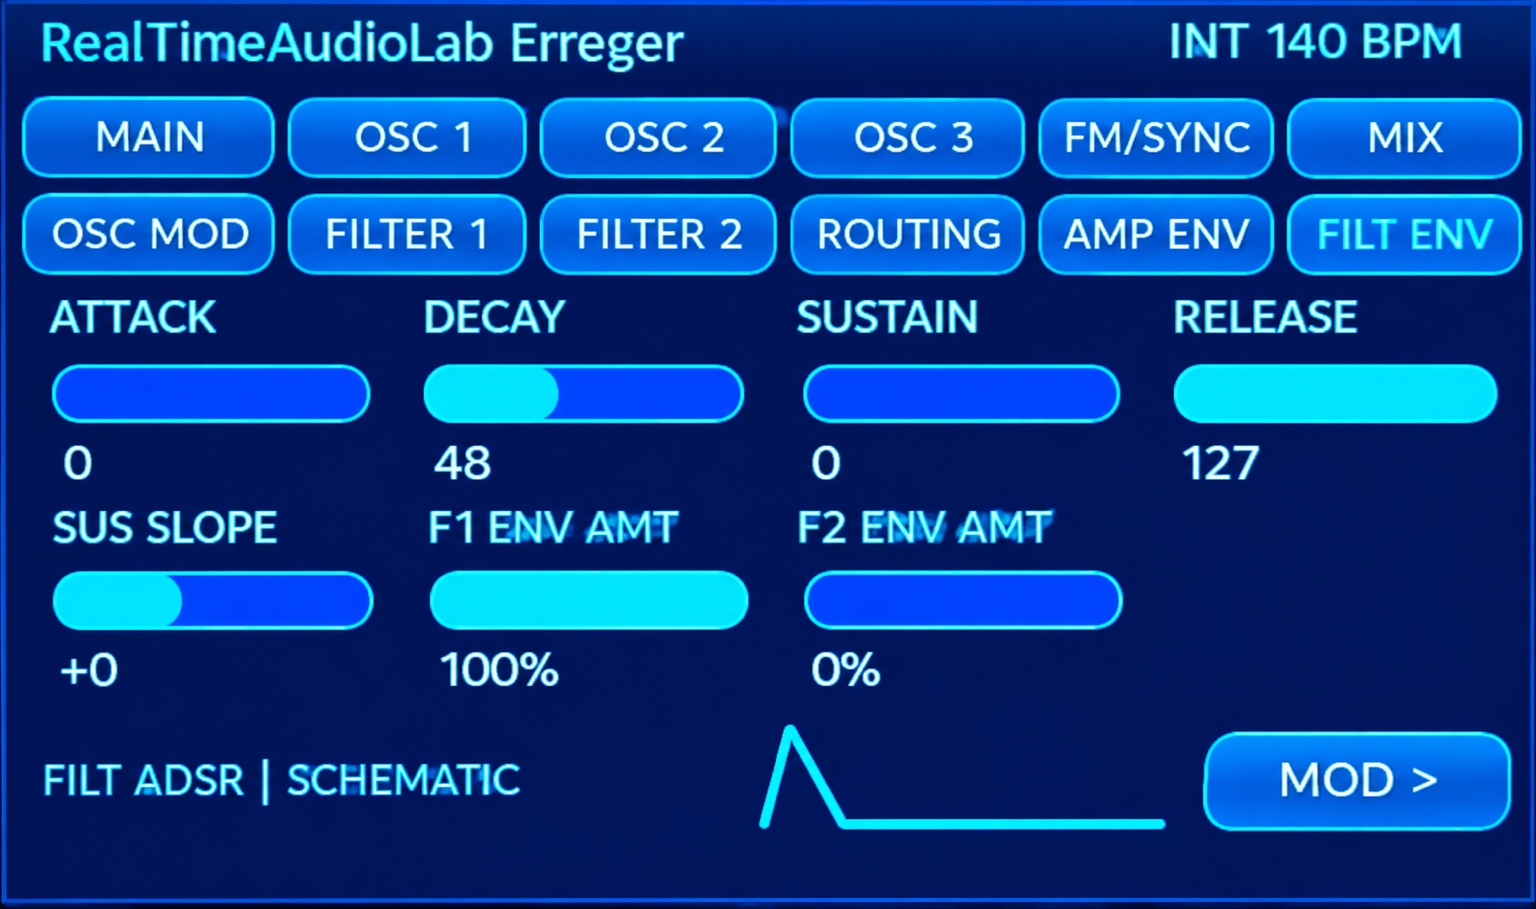 RealTimeAudioLab Erreger
INT 140 BPM
MAIN
OSC 1
OSC 2
OSC 3
FM/SYNC
MIX
OSC MOD
FILTER 1
FILTER 2
ROUTING
AMP ENV
FILT ENV
ATTACK
DECAY
SUSTAIN
RELEASE
0
48
0
127
SUS SLOPE
F1 ENV AMT
F2 ENV AMT
+0
100%
0%
FILT ADSR | SCHEMATIC
MOD >